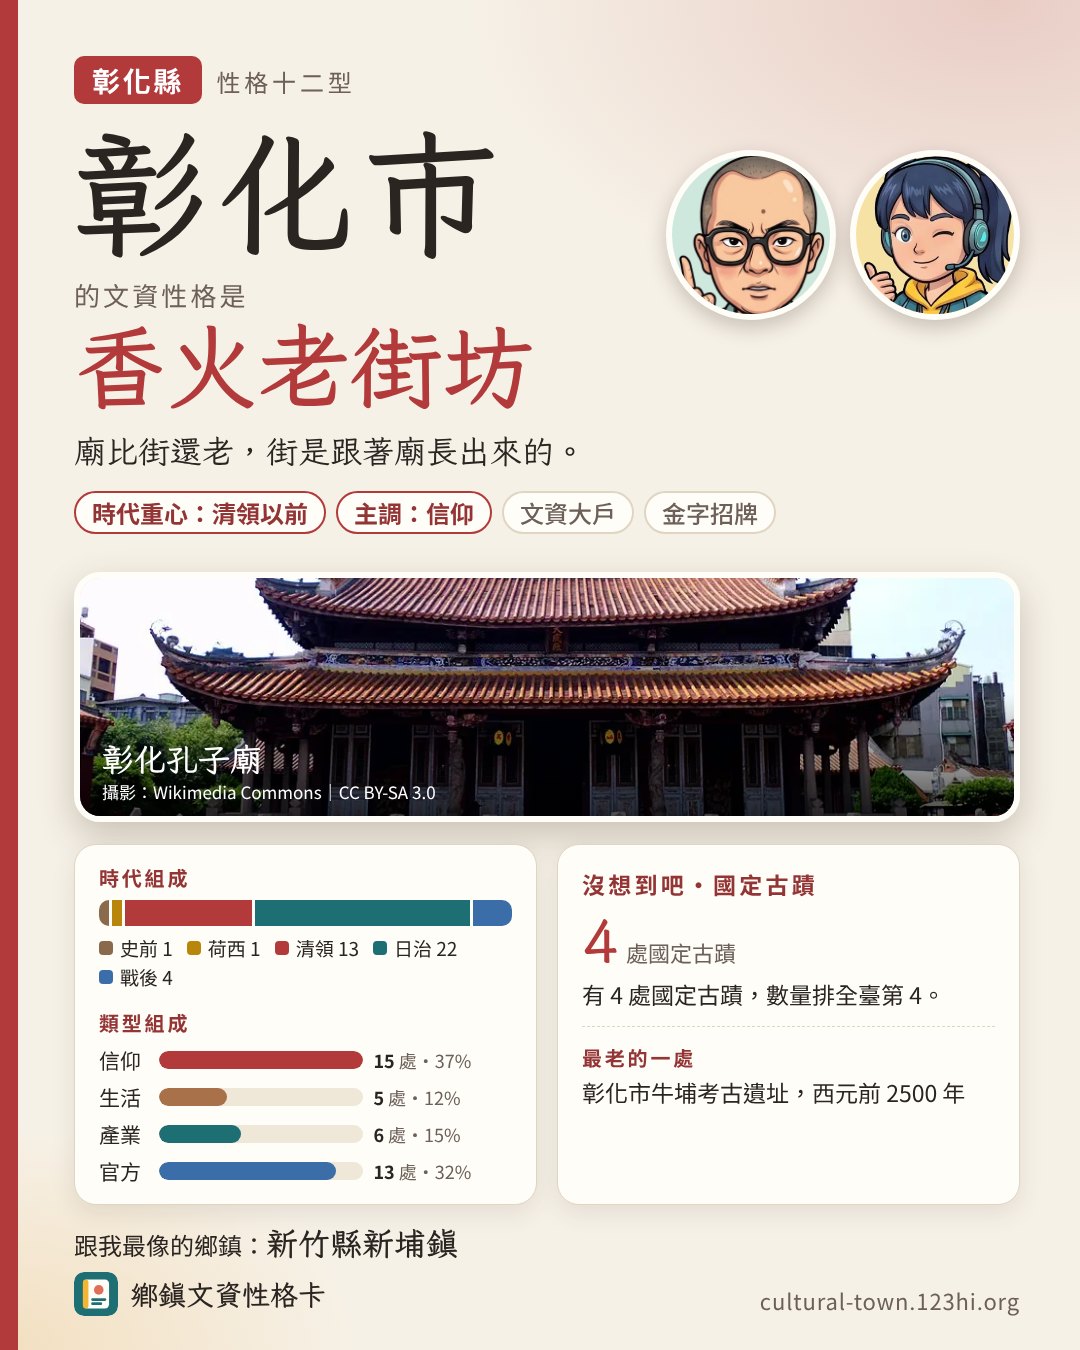 彰化縣 性格十二型
彰化市
的文資性格是
香火老街坊
廟比街還老，街是跟著廟長出來的。
時代重心：清領以前 主調：信仰 文資大戶 金字招牌
彰化孔子廟
攝影：Wikimedia Commons｜CC BY-SA 3.0
時代組成
史前 1 荷西 1 清領 13 日治 22
戰後 4
類型組成
信仰 15 處・37%
生活 5 處・12%
產業 6 處・15%
官方 13 處・32%
沒想到吧・國定古蹟
4 處國定古蹟
有 4 處國定古蹟，數量排全臺第 4。
最老的一處
彰化市牛埔考古遺址，西元前 2500 年
跟我最像的鄉鎮：新竹縣新埔鎮
鄉鎮文資性格卡
cultural-town.123hi.org